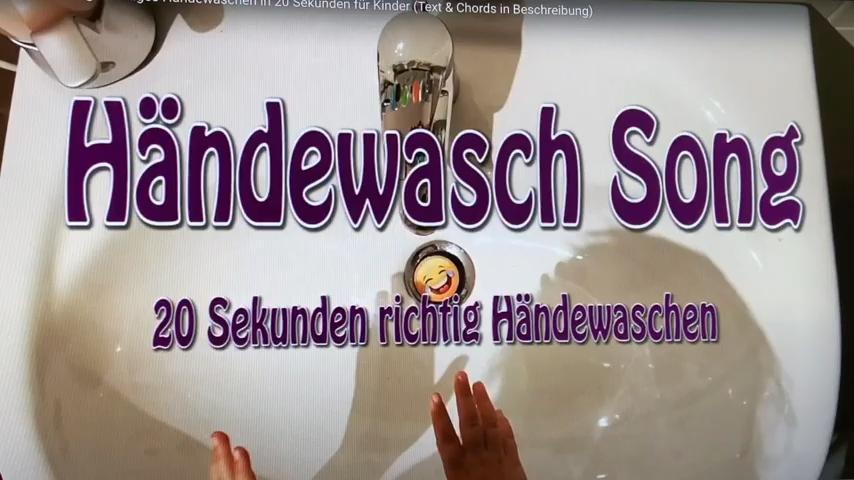 Händewaschen in 20 Sekunden für Kinder (Text & Chords in Beschreibung)
Händewasch Song
20 Sekunden richtig Händewaschen